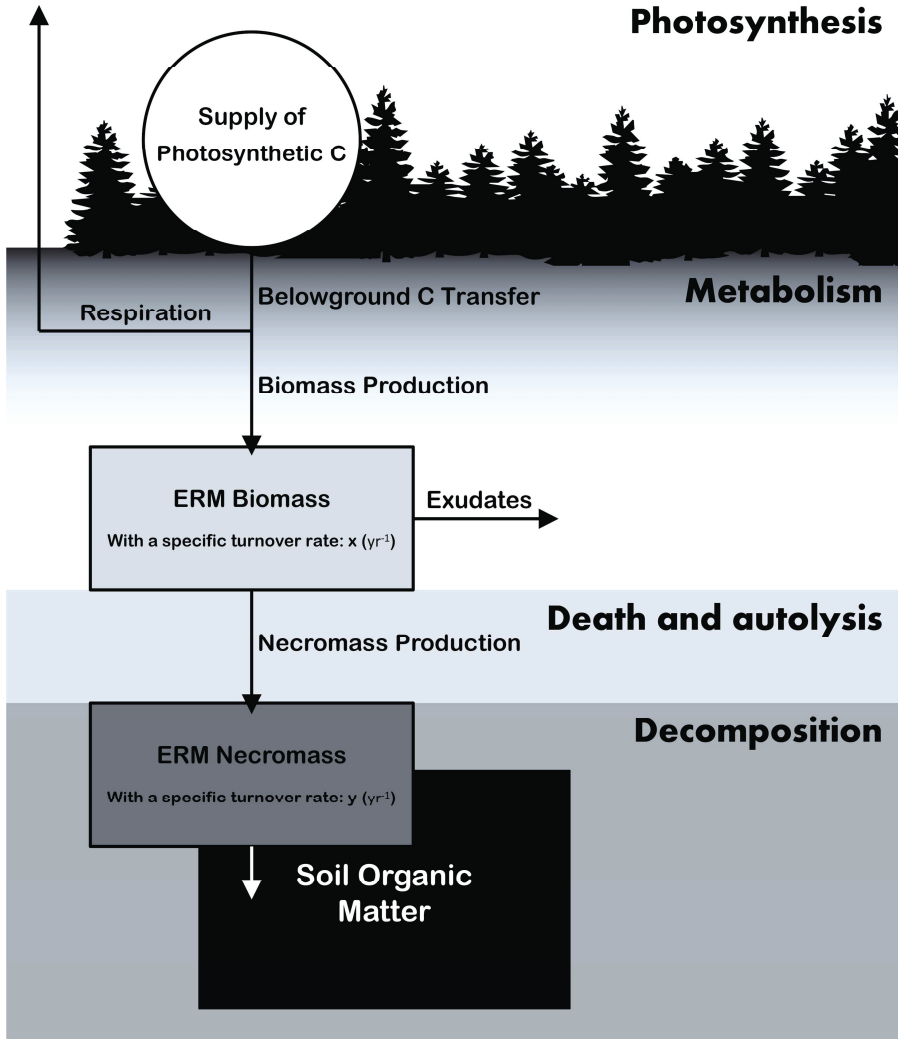 Photosynthesis
Supply of
Photosynthetic C
Metabolism
Belowground C Transfer
Respiration
Biomass Production
ERM Biomass
With a specific turnover rate: x (yr⁻¹)
Exudates
Death and autolysis
Necromass Production
Decomposition
ERM Necromass
With a specific turnover rate: y (yr⁻¹)
Soil Organic
Matter